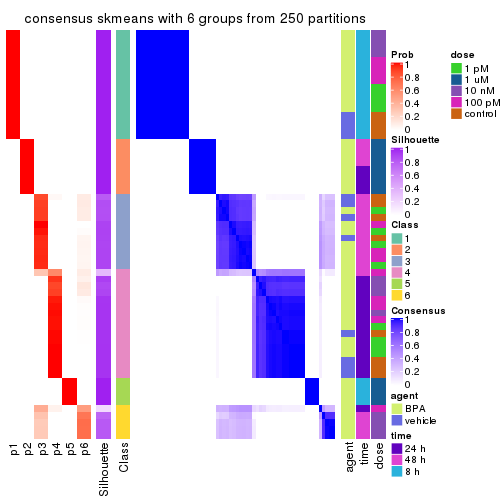 consensus skmeans with 6 groups from 250 partitions
Prob
1
0.8
0.6
0.4
0.2
0
dose
1 pM
1 uM
10 nM
100 pM
control
Silhouette
1
0.8
0.6
0.4
0.2
0
Class
1
2
3
4
5
6
Consensus
1
0.8
0.6
0.4
0.2
0
agent
BPA
vehicle
time
24 h
48 h
8 h
p1
p2
p3
p4
p5
p6
Silhouette
Class
agent
time
dose